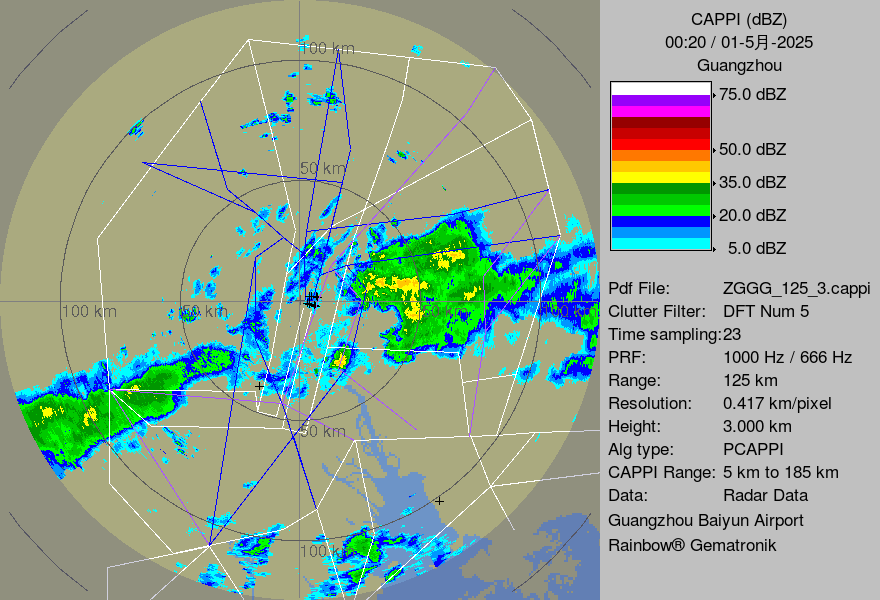 CAPPI (dBZ)
00:20 / 01-5月-2025
Guangzhou
75.0 dBZ
50.0 dBZ
35.0 dBZ
20.0 dBZ
5.0 dBZ
Pdf File: ZGGG_125_3.cappi
Clutter Filter: DFT Num 5
Time sampling:23
PRF: 1000 Hz / 666 Hz
Range: 125 km
Resolution: 0.417 km/pixel
Height: 3.000 km
Alg type: PCAPPI
CAPPI Range: 5 km to 185 km
Data: Radar Data
Guangzhou Baiyun Airport
Rainbow® Gematronik
100 km
50 km
100 km
50 km
50 km
100 km